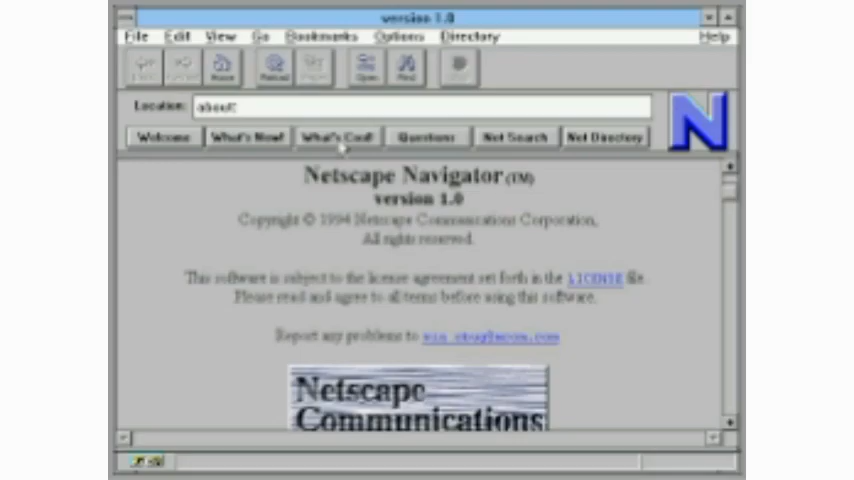 version 1.0
File Edit View Go Bookmarks Options Directory Help
Home Reload Open Find
Location: about:
Welcome What's New! What's Cool! Questions Net Search Net Directory
N
Netscape Navigator (TM)
version 1.0
Copyright © 1994 Netscape Communications Corporation,
All rights reserved.
This software is subject to the license agreement set forth in the LICENSE file.
Please read and agree to all terms before using this software.
Report any problems to
Netscape
Communications